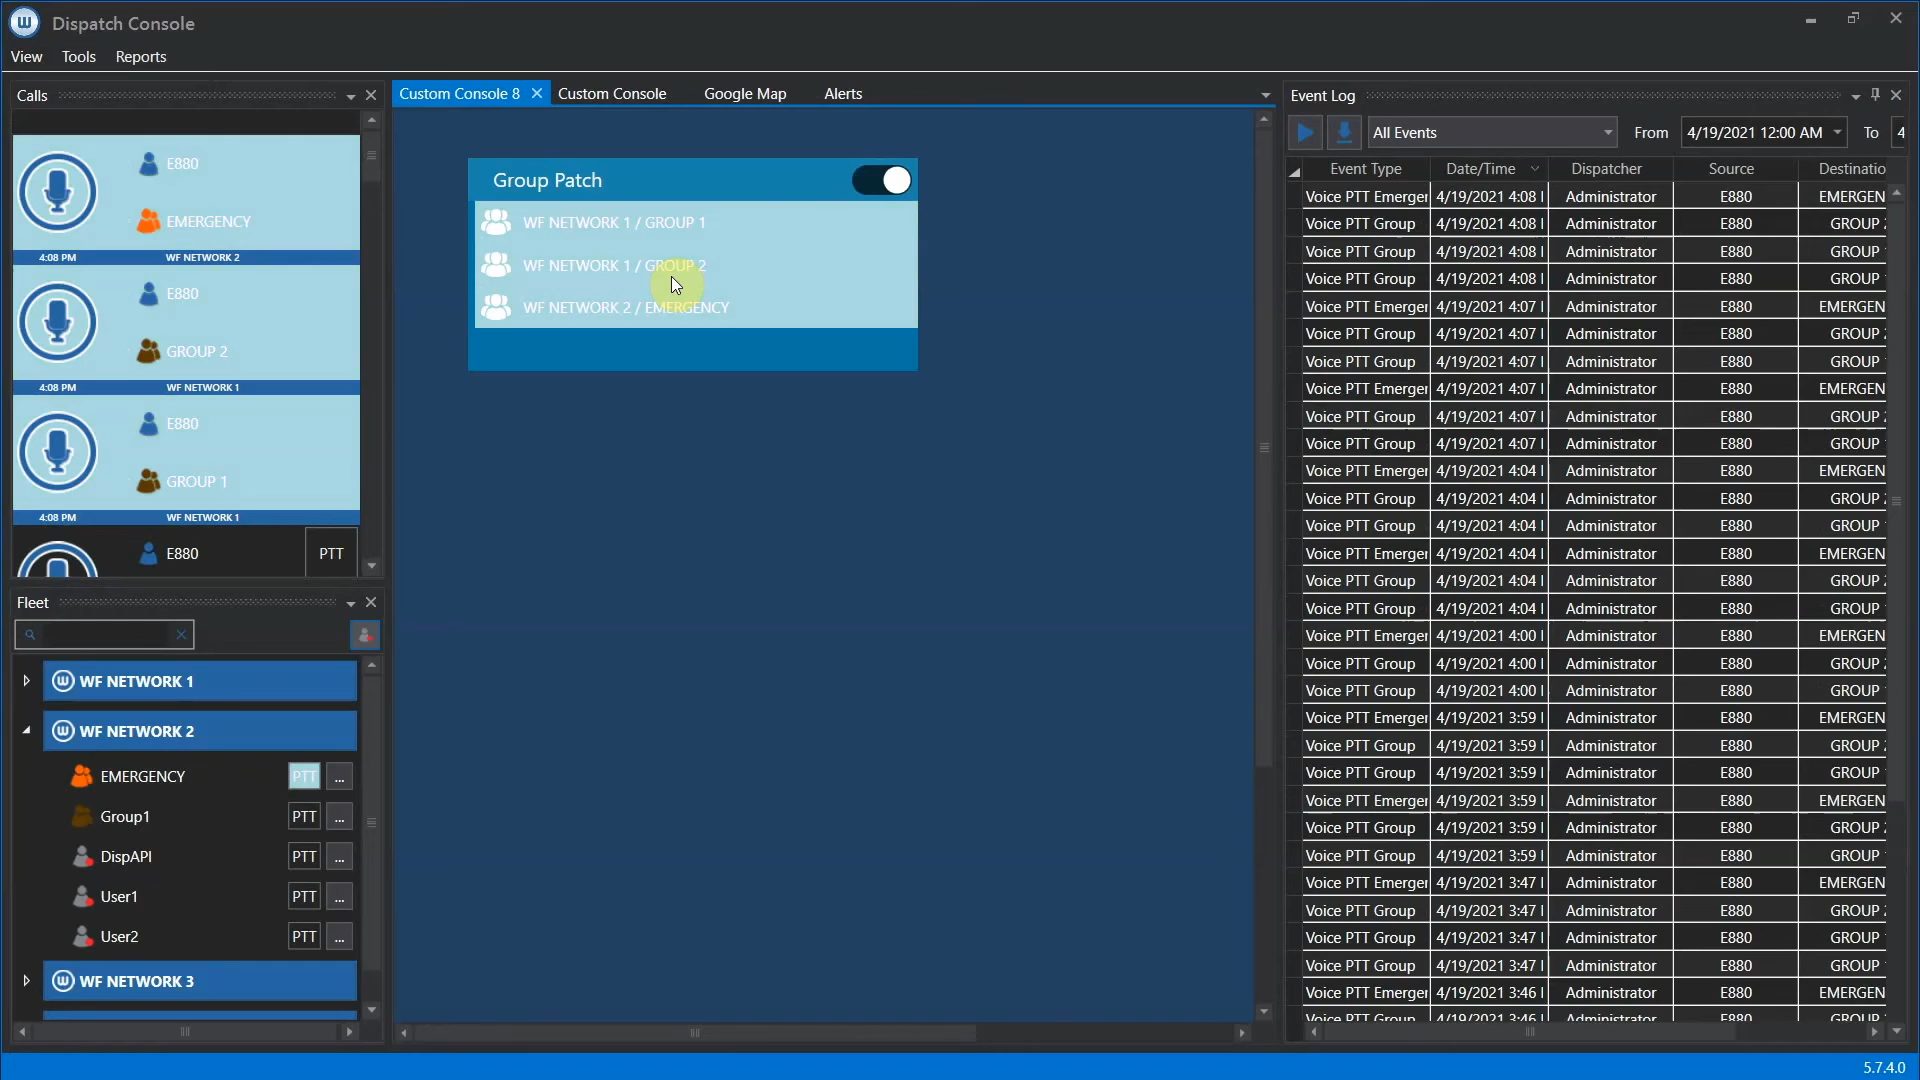 Dispatch Console
View Tools Reports
Calls
E880
EMERGENCY
4:08 PM WF NETWORK 2
E880
GROUP 2
4:08 PM WF NETWORK 1
E880
GROUP 1
4:08 PM WF NETWORK 1
E880 PTT
Fleet
WF NETWORK 1
WF NETWORK 2
EMERGENCY PTT ...
Group1 PTT ...
DispAPI PTT ...
User1 PTT ...
User2 PTT ...
WF NETWORK 3
Custom Console 8 Custom Console Google Map Alerts
Group Patch
WF NETWORK 1 / GROUP 1
WF NETWORK 1 / GROUP 2
WF NETWORK 2 / EMERGENCY
Event Log
All Events From 4/19/2021 12:00 AM To 4
Event Type Date/Time Dispatcher Source Destinatio
Voice PTT Emerger 4/19/2021 4:08 Administrator E880 EMERGEN
Voice PTT Group 4/19/2021 4:08 Administrator E880 GROUP
Voice PTT Group 4/19/2021 4:08 Administrator E880 GROUP
Voice PTT Group 4/19/2021 4:08 Administrator E880 GROUP
Voice PTT Emerger 4/19/2021 4:07 Administrator E880 EMERGEN
Voice PTT Group 4/19/2021 4:07 Administrator E880 GROUP
Voice PTT Group 4/19/2021 4:07 Administrator E880 GROUP
Voice PTT Emerger 4/19/2021 4:07 Administrator E880 EMERGEN
Voice PTT Group 4/19/2021 4:07 Administrator E880 GROUP
Voice PTT Group 4/19/2021 4:07 Administrator E880 GROUP
Voice PTT Emerger 4/19/2021 4:04 Administrator E880 EMERGEN
Voice PTT Group 4/19/2021 4:04 Administrator E880 GROUP
Voice PTT Group 4/19/2021 4:04 Administrator E880 GROUP
Voice PTT Emerger 4/19/2021 4:04 Administrator E880 EMERGEN
Voice PTT Group 4/19/2021 4:04 Administrator E880 GROUP
Voice PTT Group 4/19/2021 4:04 Administrator E880 GROUP
Voice PTT Emerger 4/19/2021 4:00 Administrator E880 EMERGEN
Voice PTT Group 4/19/2021 4:00 Administrator E880 GROUP
Voice PTT Group 4/19/2021 4:00 Administrator E880 GROUP
Voice PTT Emerger 4/19/2021 3:59 Administrator E880 EMERGEN
Voice PTT Group 4/19/2021 3:59 Administrator E880 GROUP
Voice PTT Group 4/19/2021 3:59 Administrator E880 GROUP
Voice PTT Emerger 4/19/2021 3:59 Administrator E880 EMERGEN
Voice PTT Group 4/19/2021 3:59 Administrator E880 GROUP
Voice PTT Group 4/19/2021 3:59 Administrator E880 GROUP
Voice PTT Emerger 4/19/2021 3:47 Administrator E880 EMERGEN
Voice PTT Group 4/19/2021 3:47 Administrator E880 GROUP
Voice PTT Group 4/19/2021 3:47 Administrator E880 GROUP
Voice PTT Group 4/19/2021 3:47 Administrator E880 GROUP
Voice PTT Emerger 4/19/2021 3:46 Administrator E880 EMERGEN
Voice PTT Group 4/19/2021 3:46 Administrator E880 GROUP
5.7.4.0